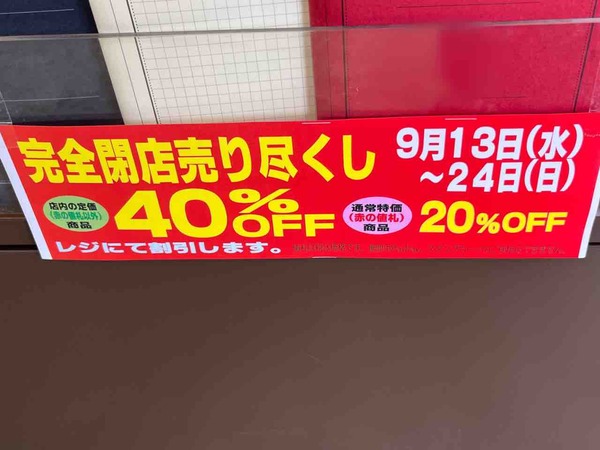 完全閉店売り尽くし
9月13日(水)
～24日(日)
店内の定価
(赤の値札以外)
商品
40%OFF
通常特価
(赤の値札)
商品
20%OFF
レジにて割引します。